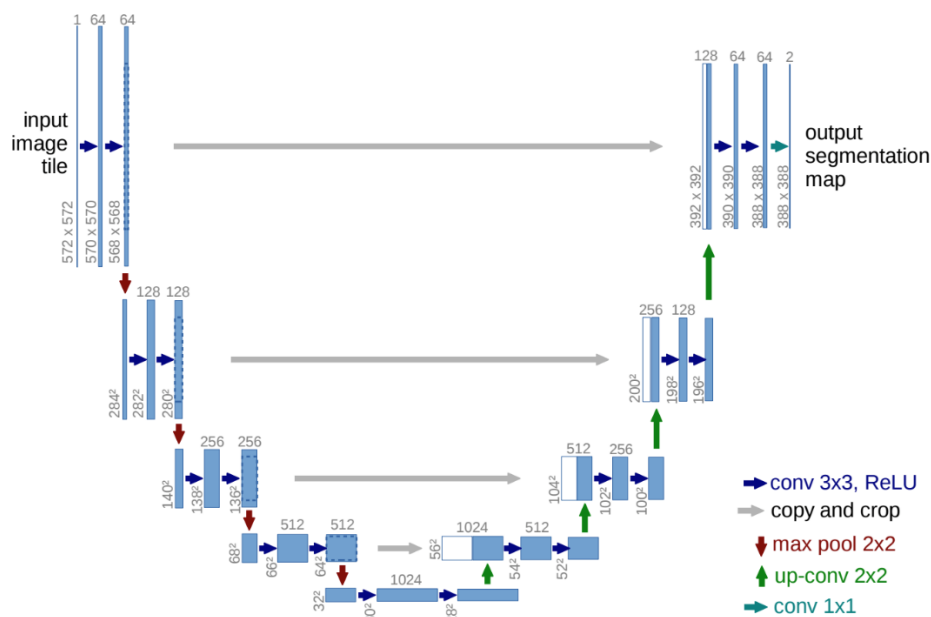 1 64 64
128 64 64 2
input
image
tile
output
segmentation
map
572 x 572
570 x 570
568 x 568
392 x 392
390 x 390
388 x 388
388 x 388
128 128
256 128
284²
282²
280²
200²
198²
196²
256 256
512 256
140²
138²
136²
104²
102²
100²
512 512
1024 512
68²
66²
64²
56²
54²
52²
1024
32²
conv 3x3, ReLU
copy and crop
max pool 2x2
up-conv 2x2
conv 1x1